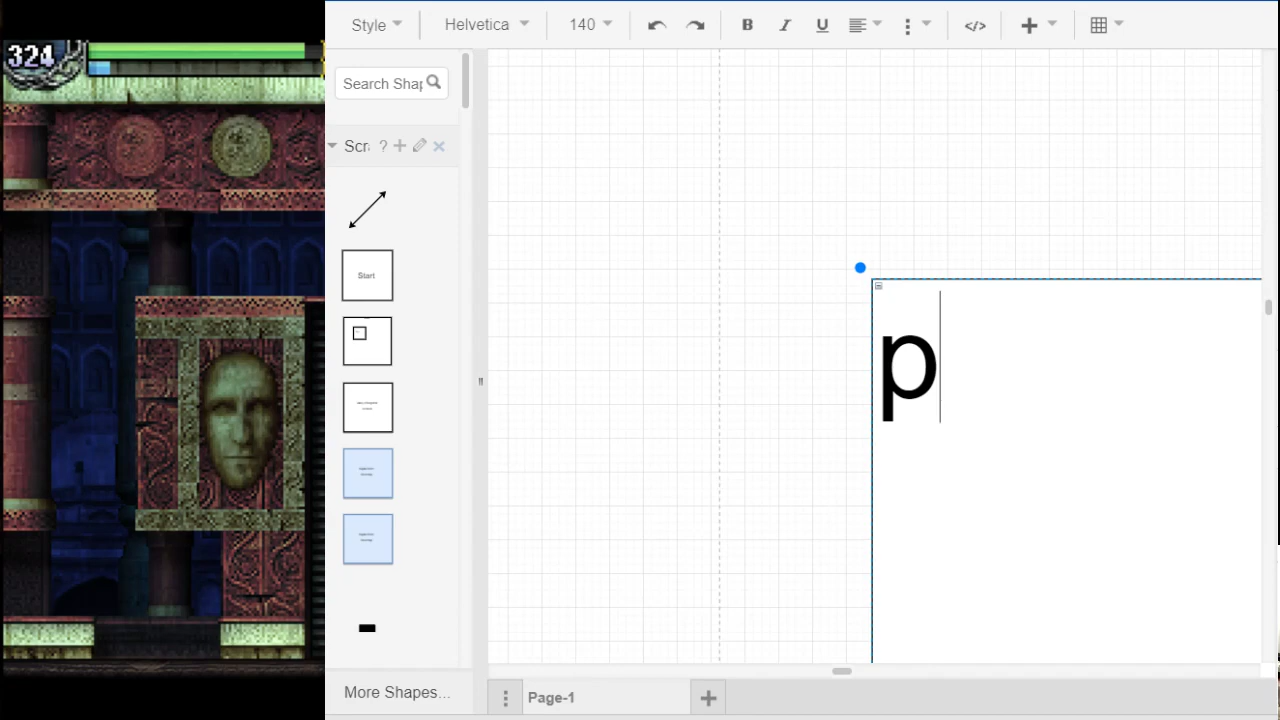 324
Style
Helvetica
140
B
I
U
</>
Search Shap
Scr
?
Start
p
More Shapes...
Page-1